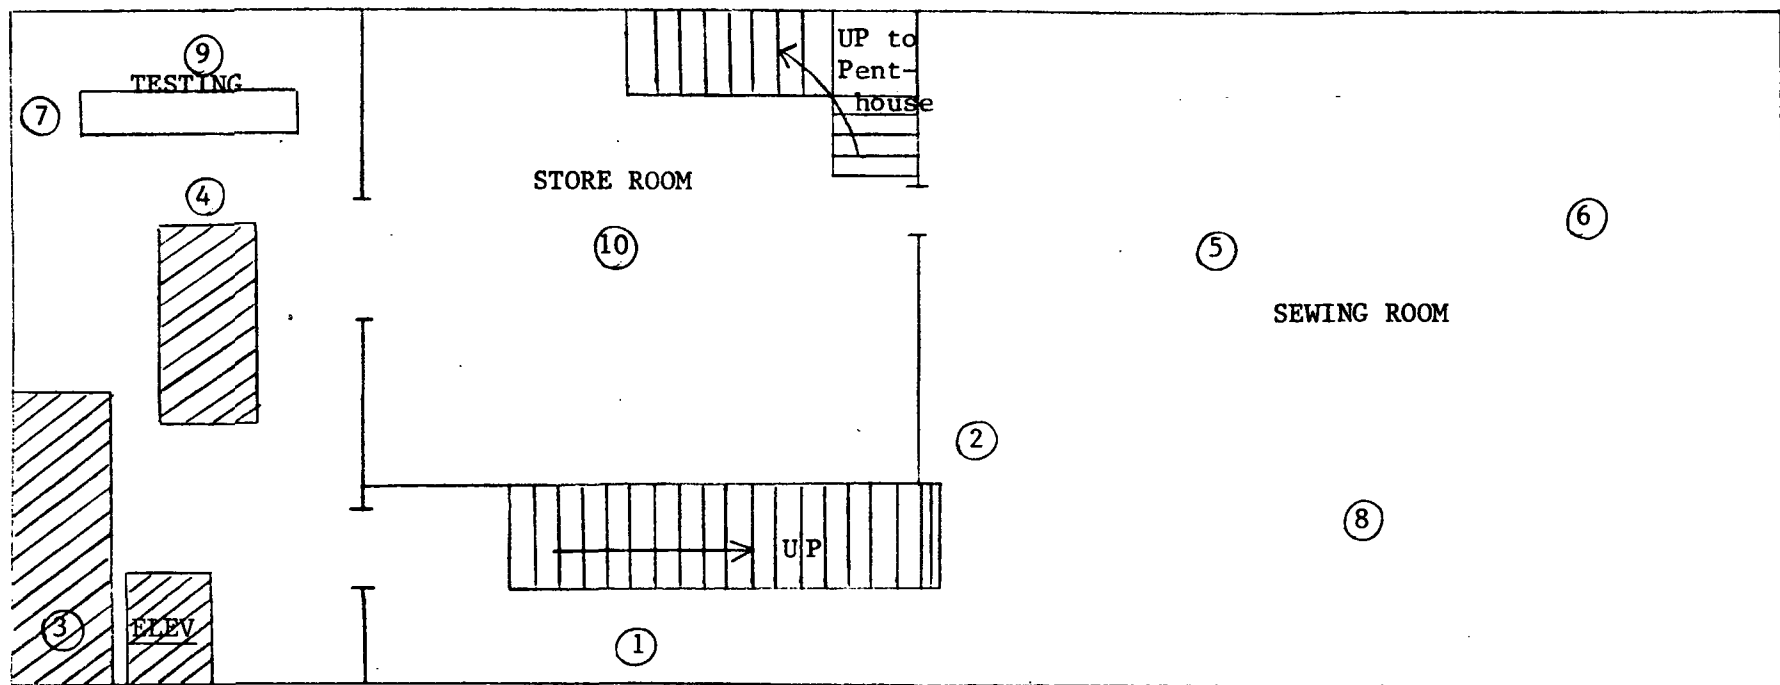 9
TESTING
7
4
UP to
Pent-
house
STORE ROOM
10
5
6
SEWING ROOM
2
8
UP
3
ELEV
1